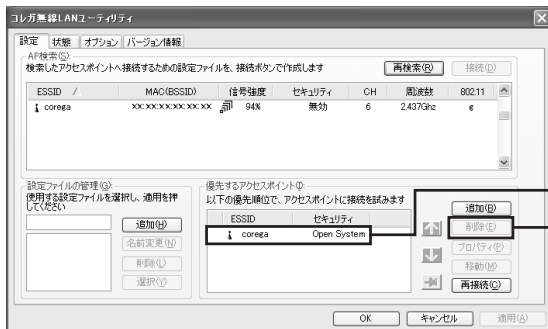 コレガ無線LANユーティリティ
設定 状態 オプション バージョン情報
AP検索(S):
検索したアクセスポイントへ接続するための設定ファイルを、接続ボタンで作成します
再検索(R) 接続(O)
ESSID MAC(BSSID) 信号強度 セキュリティ CH 周波数 802.11
corega XX:XX:XX:XX:XX:XX 94% 無効 6 2.437Ghz g
設定ファイルの管理(G):
使用する設定ファイルを選択し、適用を押
してください
追加(H)
名前変更(N)
削除(L)
選択(Y)
優先するアクセスポイント(I):
以下の優先順位で、アクセスポイントに接続を試みます
ESSID セキュリティ
corega Open System
追加(B)
削除(E)
プロパティ(P)
移動(M)
再接続(C)
OK キャンセル 適用(A)